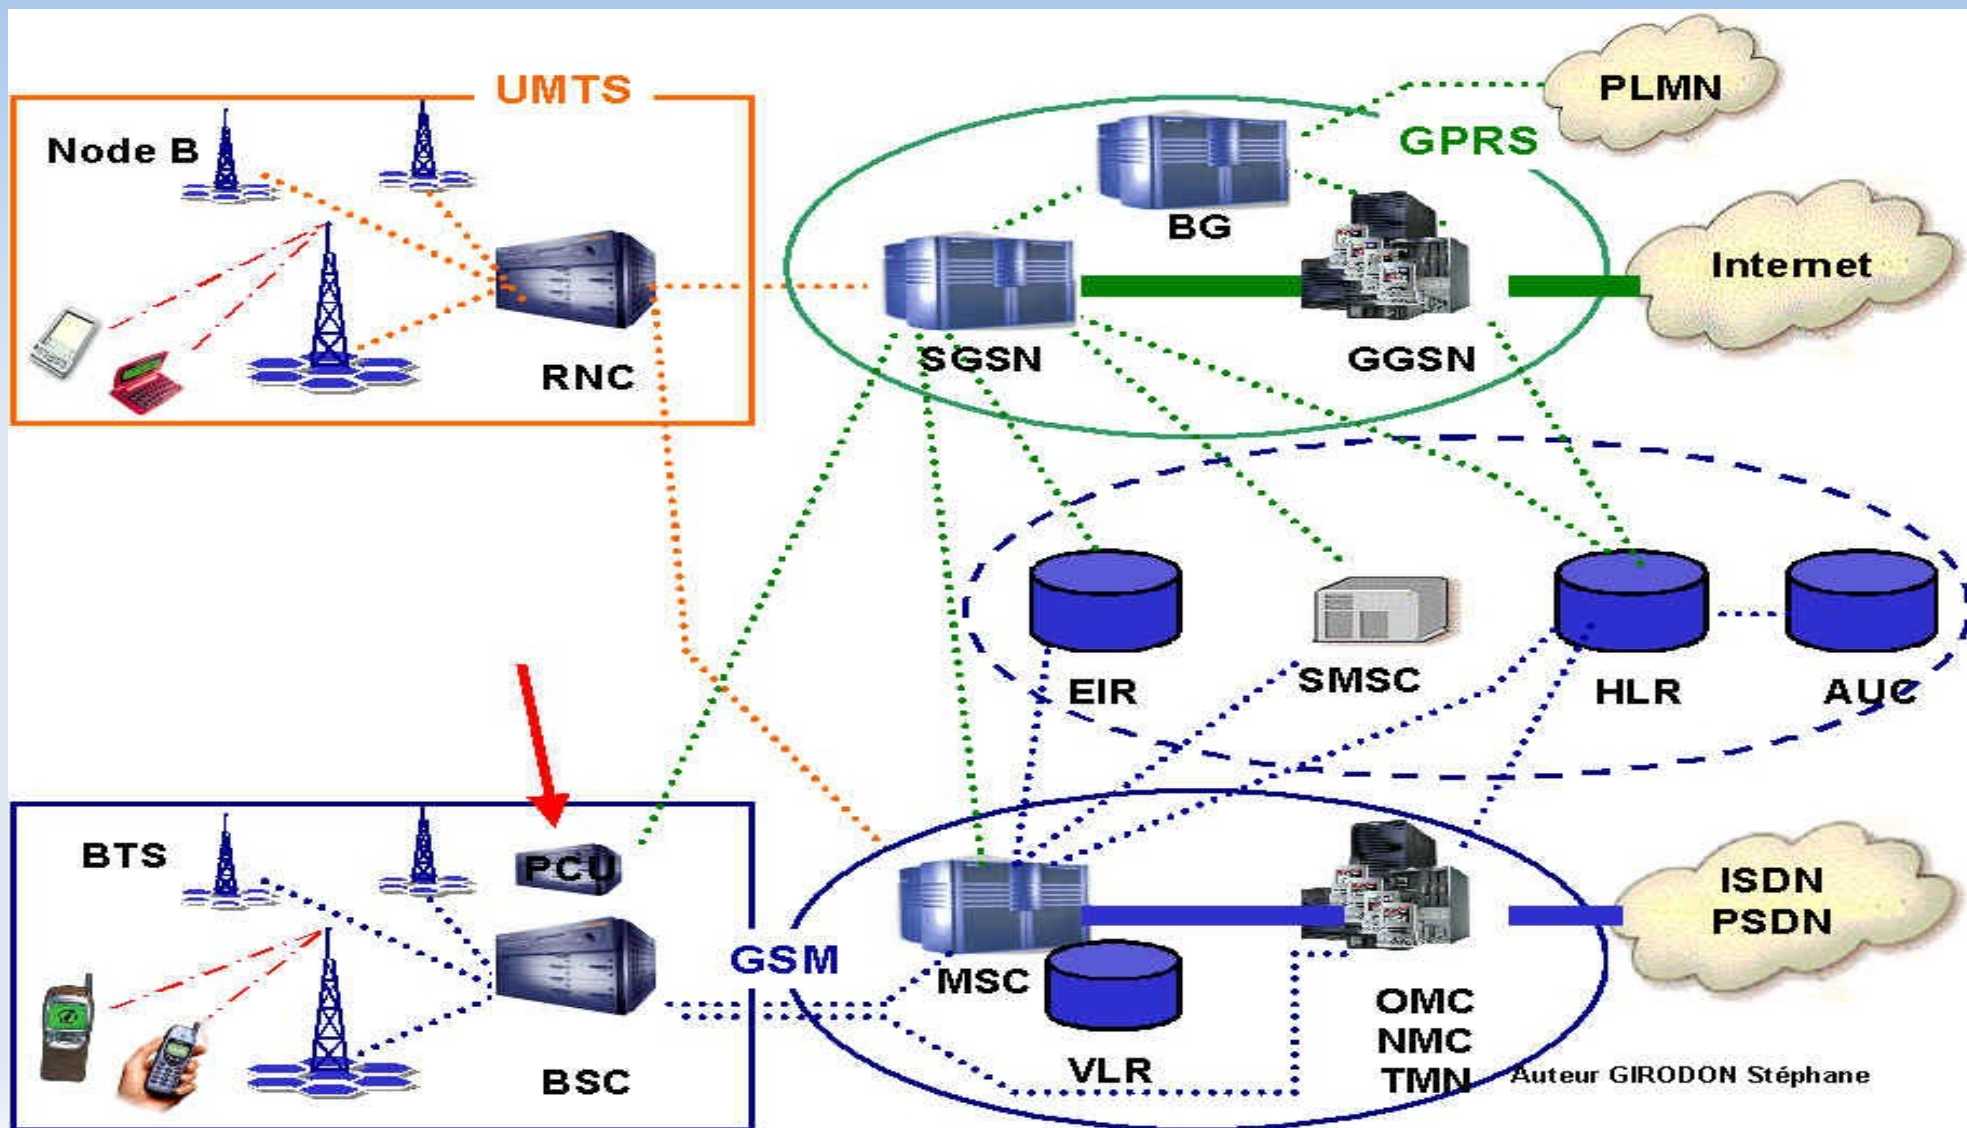 UMTS
PLMN
Node B
GPRS
BG
Internet
RNC
SGSN
GGSN
EIR
SMSC
HLR
AUC
BTS
PCU
GSM
MSC
ISDN
PSDN
BSC
VLR
OMC
NMC
TMN
Auteur GIRODON Stéphane